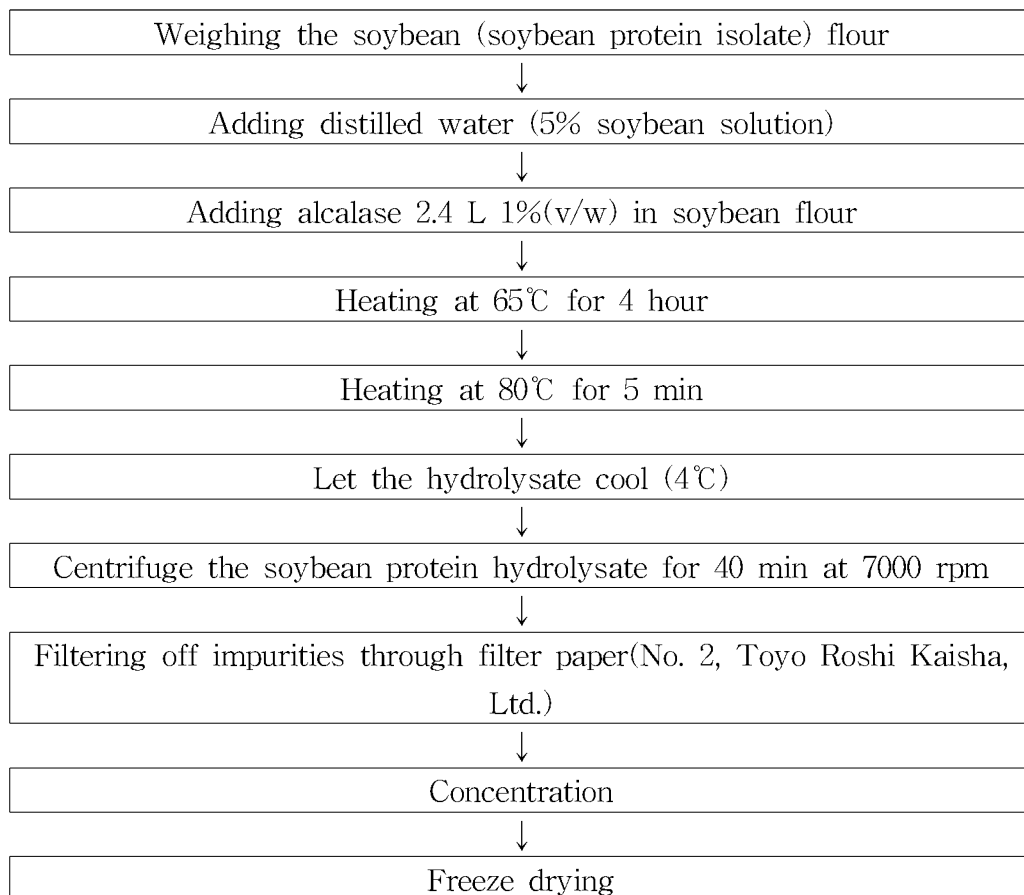 Weighing the soybean (soybean protein isolate) flour
↓
Adding distilled water (5% soybean solution)
↓
Adding alcalase 2.4 L 1%(v/w) in soybean flour
↓
Heating at 65℃ for 4 hour
↓
Heating at 80℃ for 5 min
↓
Let the hydrolysate cool (4℃)
↓
Centrifuge the soybean protein hydrolysate for 40 min at 7000 rpm
↓
Filtering off impurities through filter paper(No. 2, Toyo Roshi Kaisha,
Ltd.)
↓
Concentration
↓
Freeze drying